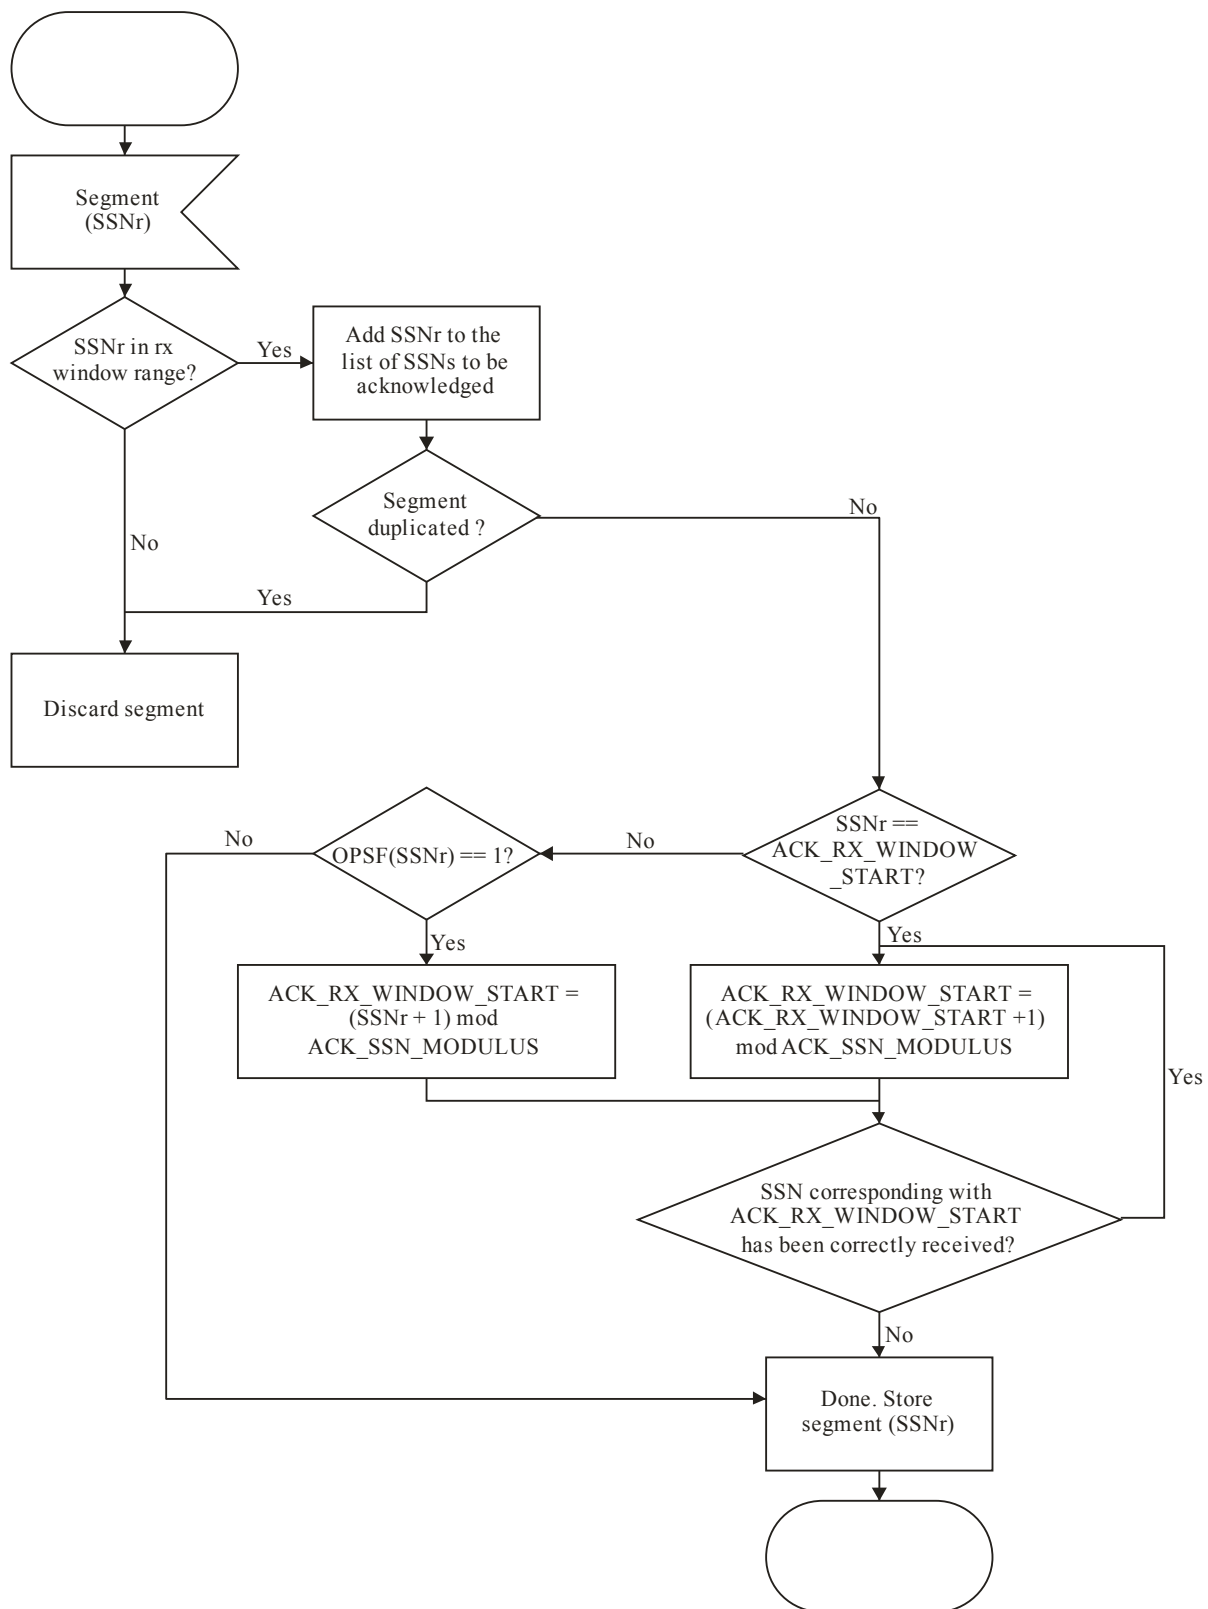 Segment
(SSNr)
SSNr in rx
window range?
Yes
Add SSNr to the
list of SSNs to be
acknowledged
Segment
duplicated ?
No
No
Yes
Discard segment
SSNr ==
ACK_RX_WINDOW
_START?
No
OPSF(SSNr) == 1?
No
Yes
Yes
ACK_RX_WINDOW_START =
(SSNr + 1) mod
ACK_SSN_MODULUS
ACK_RX_WINDOW_START =
(ACK_RX_WINDOW_START +1)
mod ACK_SSN_MODULUS
Yes
SSN corresponding with
ACK_RX_WINDOW_START
has been correctly received?
No
Done. Store
segment (SSNr)